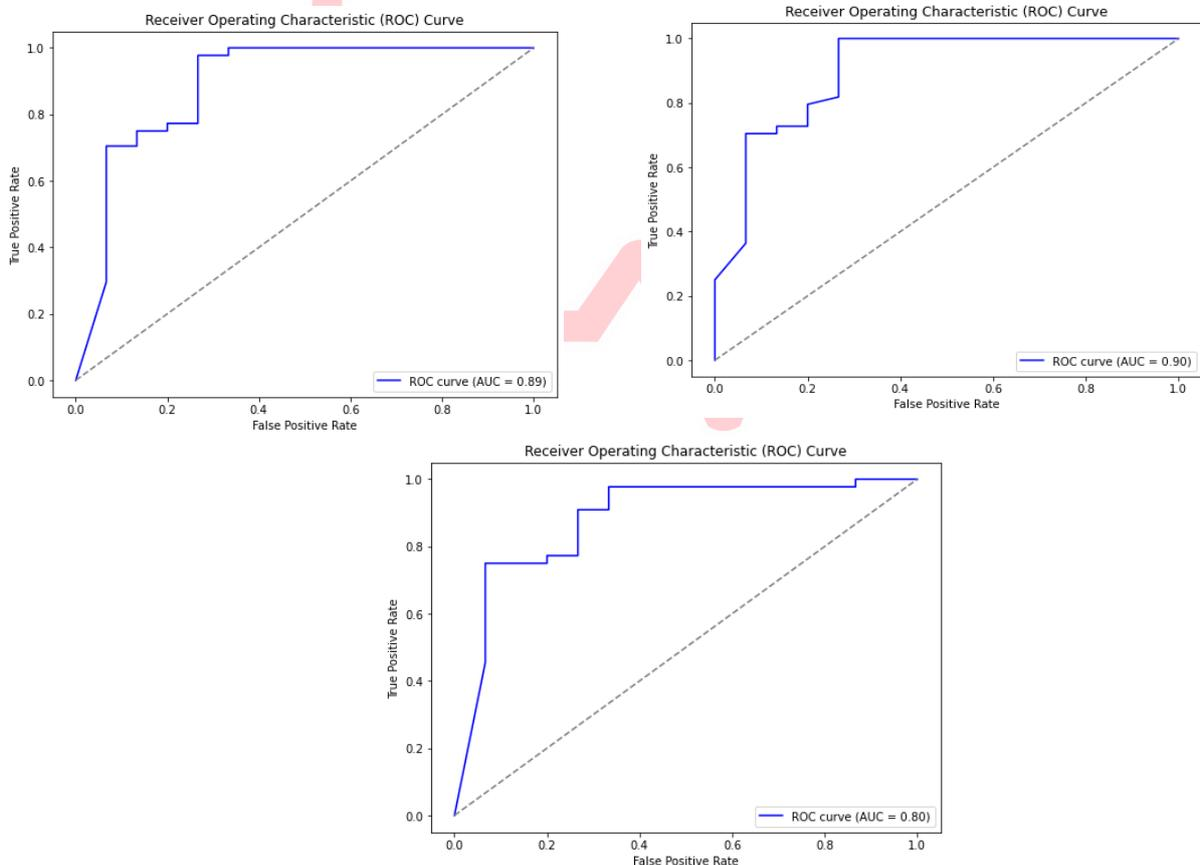 Receiver Operating Characteristic (ROC) Curve
1.0
0.8
0.6
0.4
0.2
0.0
True Positive Rate
ROC curve (AUC = 0.89)
0.0 0.2 0.4 0.6 0.8 1.0
False Positive Rate
Receiver Operating Characteristic (ROC) Curve
1.0
0.8
0.6
0.4
0.2
0.0
True Positive Rate
ROC curve (AUC = 0.90)
0.0 0.2 0.4 0.6 0.8 1.0
False Positive Rate
Receiver Operating Characteristic (ROC) Curve
1.0
0.8
0.6
0.4
0.2
0.0
True Positive Rate
ROC curve (AUC = 0.80)
0.0 0.2 0.4 0.6 0.8 1.0
False Positive Rate